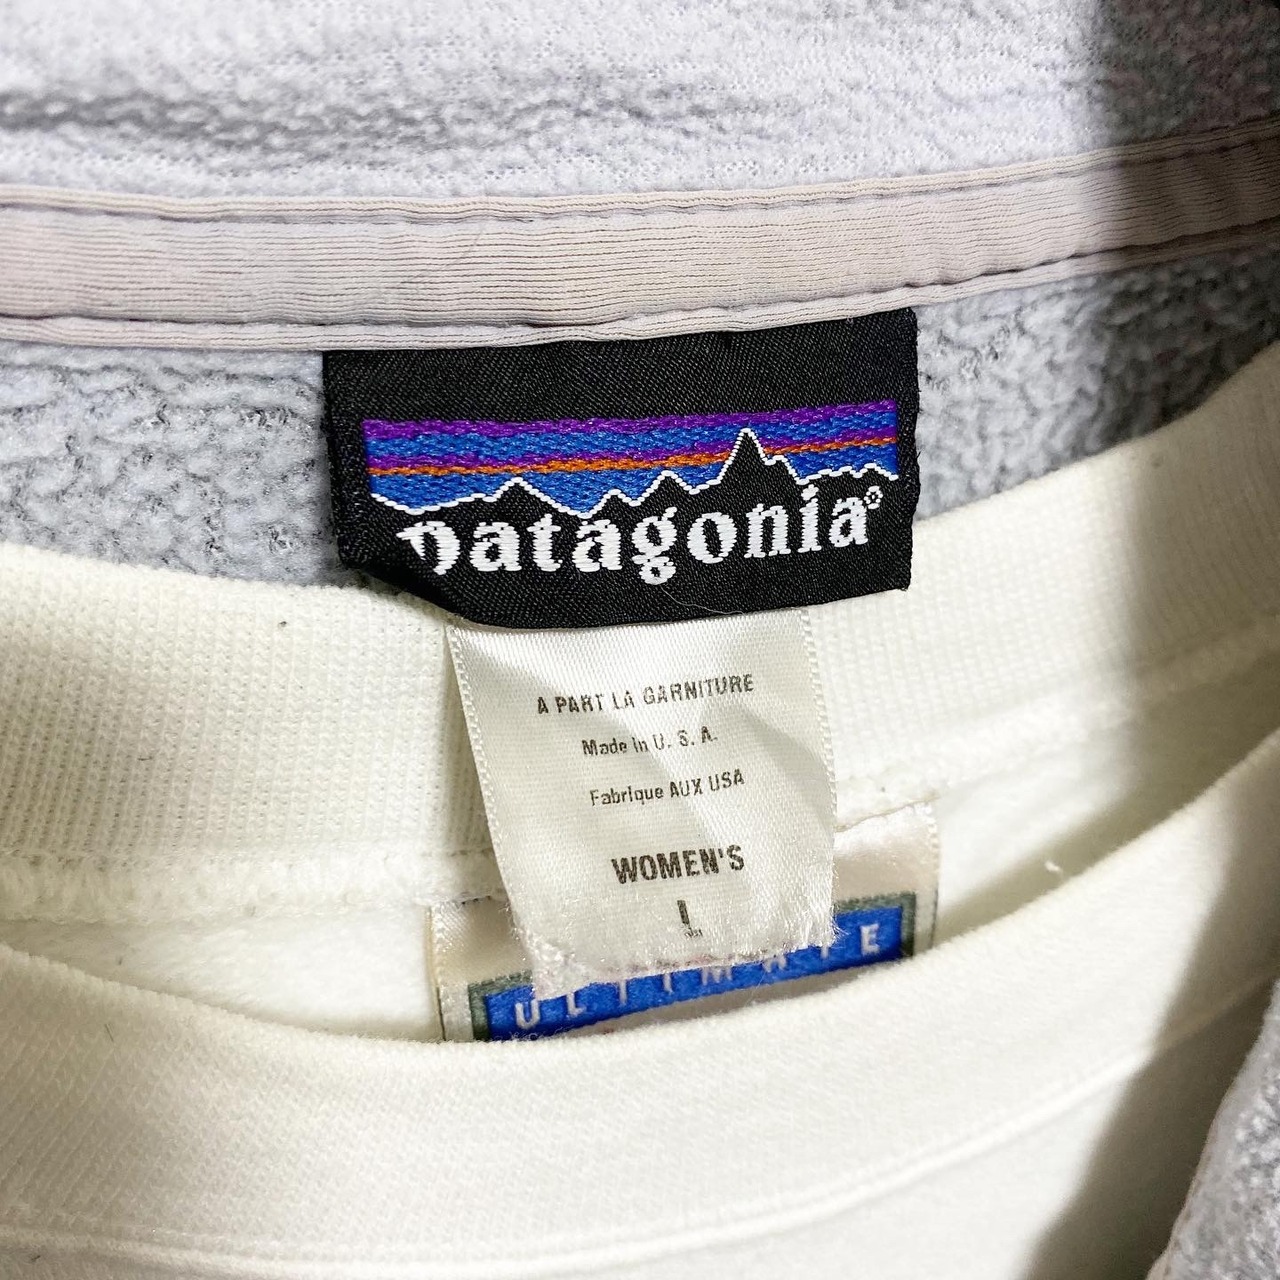 patagonia®
A PART LA GARNITURE
Made in U. S. A.
Fabrique AUX USA
WOMEN'S
L
ULTIMATE